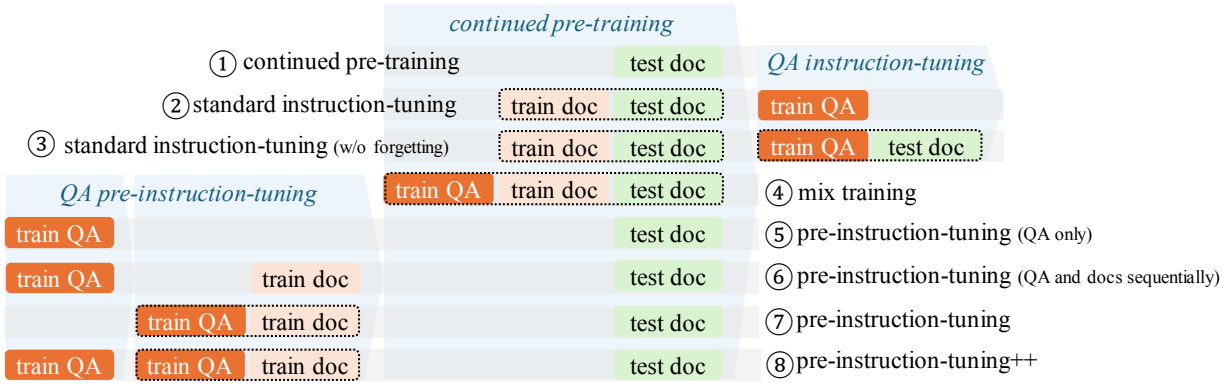 continued pre-training
① continued pre-training test doc QA instruction-tuning
② standard instruction-tuning train doc test doc train QA
③ standard instruction-tuning (w/o forgetting) train doc test doc train QA test doc
QA pre-instruction-tuning train QA train doc test doc ④ mix training
train QA test doc ⑤ pre-instruction-tuning (QA only)
train QA train doc test doc ⑥ pre-instruction-tuning (QA and docs sequentially)
train QA train doc test doc ⑦ pre-instruction-tuning
train QA train QA train doc test doc ⑧ pre-instruction-tuning++